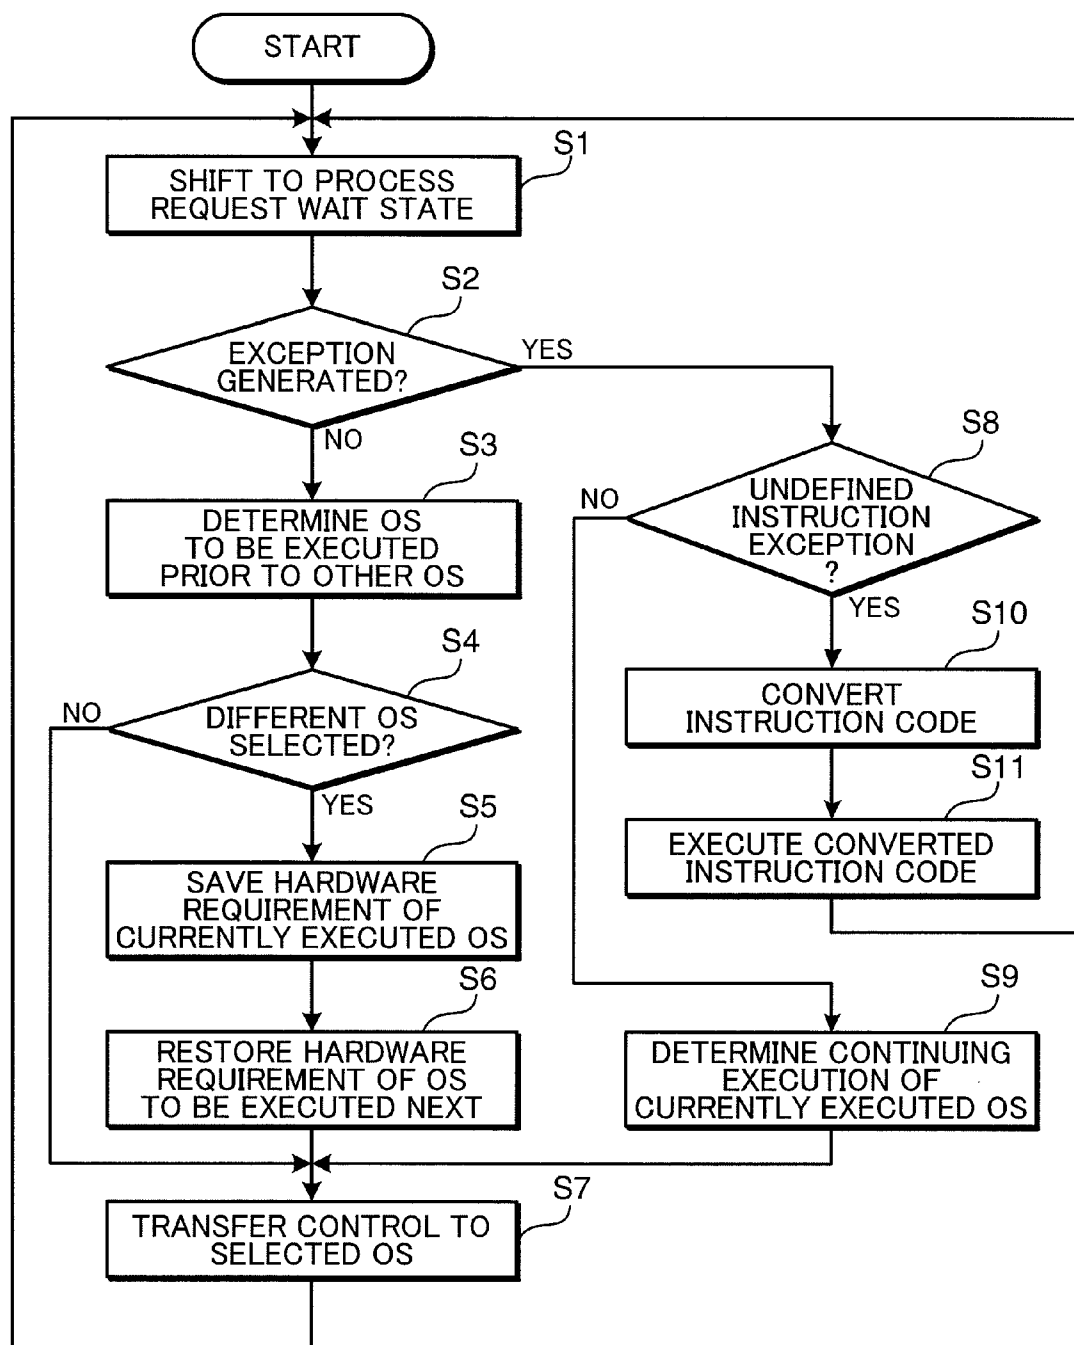 START
S1
SHIFT TO PROCESS
REQUEST WAIT STATE
S2
EXCEPTION
GENERATED?
YES
NO
S3
DETERMINE OS
TO BE EXECUTED
PRIOR TO OTHER OS
S4
NO
DIFFERENT OS
SELECTED?
YES
S5
SAVE HARDWARE
REQUIREMENT OF
CURRENTLY EXECUTED OS
S6
RESTORE HARDWARE
REQUIREMENT OF OS
TO BE EXECUTED NEXT
S7
TRANSFER CONTROL TO
SELECTED OS
S8
NO
UNDEFINED
INSTRUCTION
EXCEPTION
?
YES
S10
CONVERT
INSTRUCTION CODE
S11
EXECUTE CONVERTED
INSTRUCTION CODE
S9
DETERMINE CONTINUING
EXECUTION OF
CURRENTLY EXECUTED OS